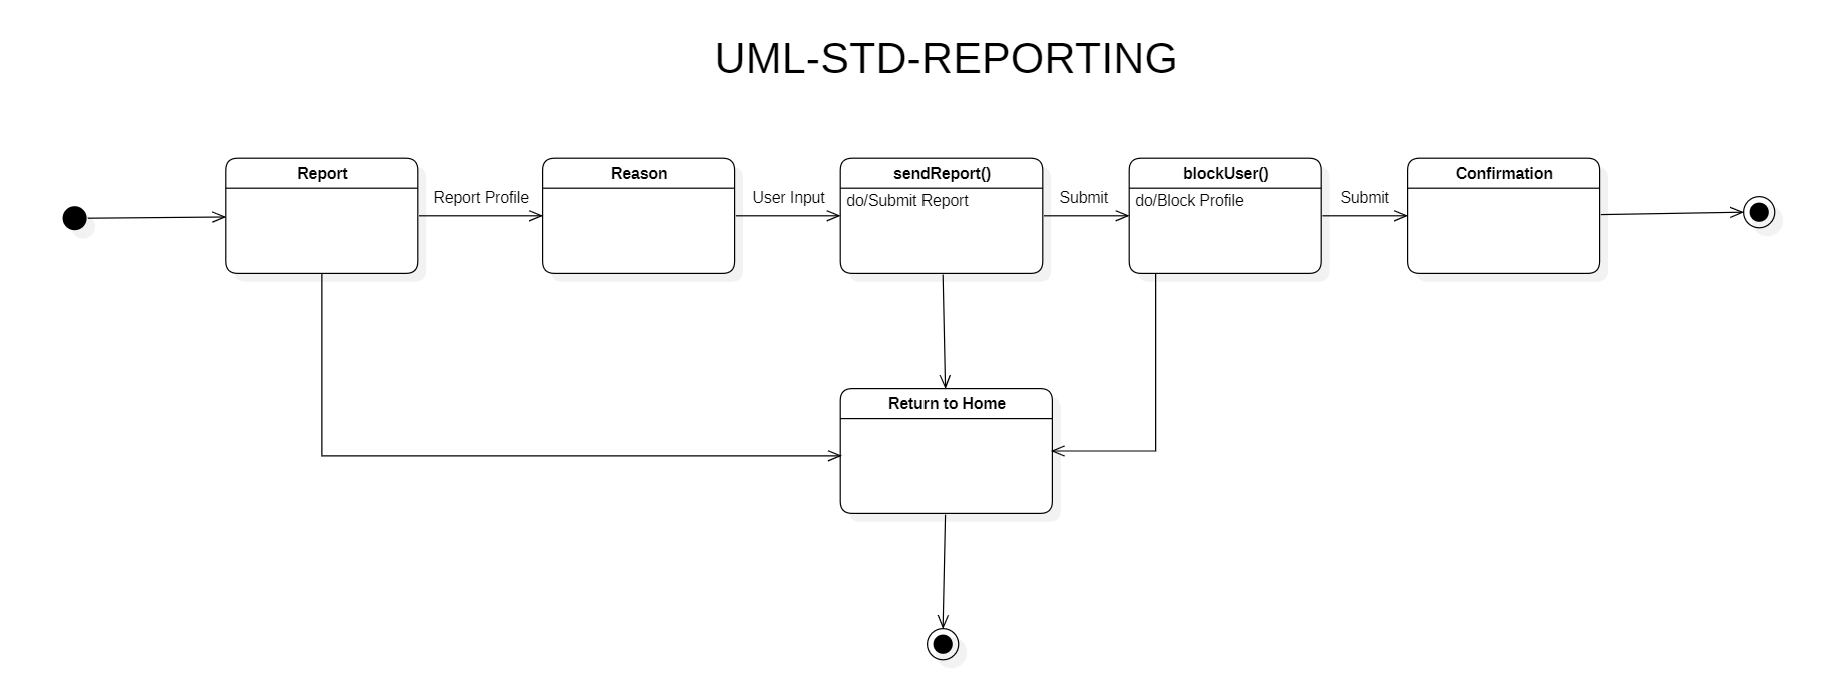 UML-STD-REPORTING
Report
Report Profile
Reason
User Input
sendReport()
do/Submit Report
Submit
blockUser()
do/Block Profile
Submit
Confirmation
Return to Home